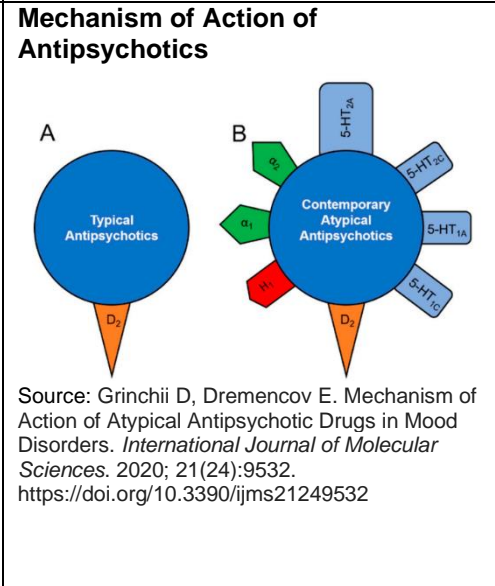 Mechanism of Action of
Antipsychotics
A
B
Typical
Antipsychotics
D₂
5-HT₂A
5-HT₂C
5-HT₁A
5-HT₁C
α₂
α₁
H₁
Contemporary
Atypical
Antipsychotics
D₂
Source: Grinchii D, Dremencov E. Mechanism of
Action of Atypical Antipsychotic Drugs in Mood
Disorders. International Journal of Molecular
Sciences. 2020; 21(24):9532.
https://doi.org/10.3390/ijms21249532